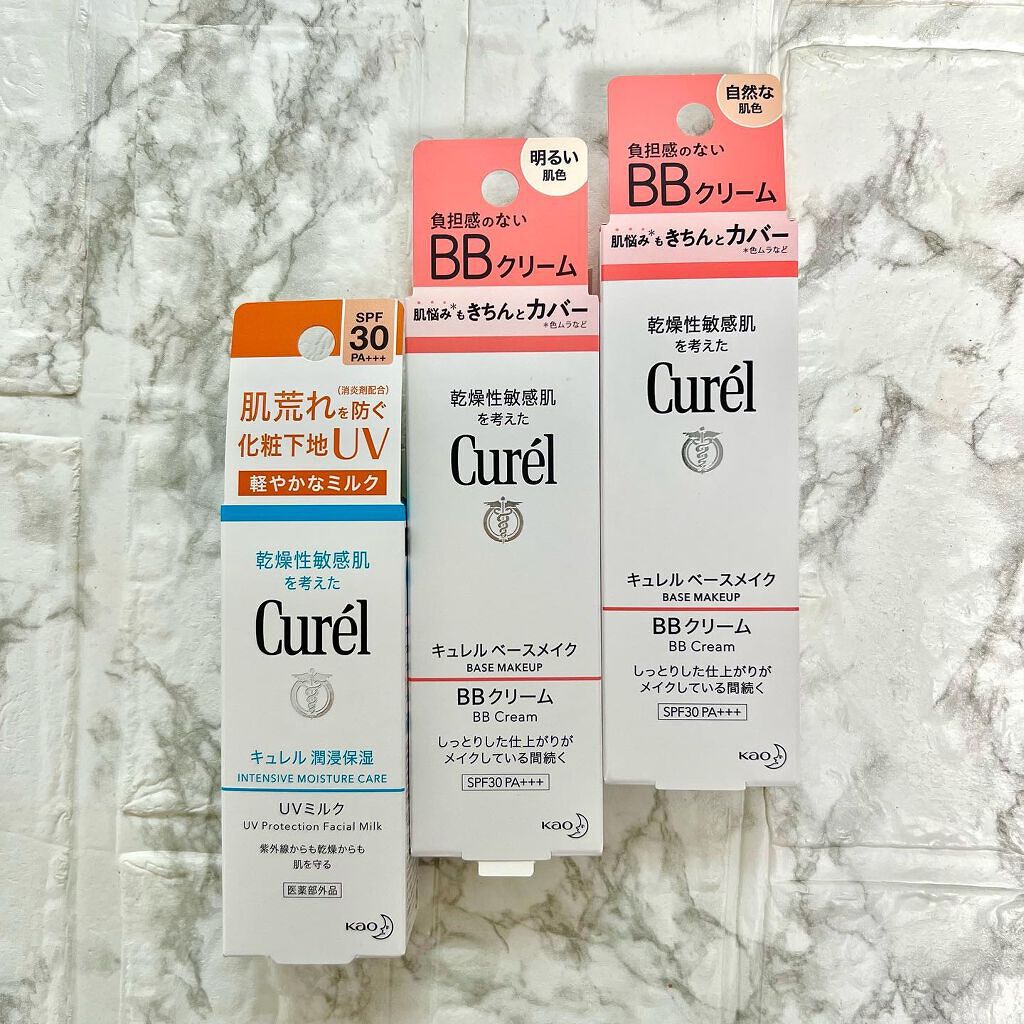 SPF
30
PA+++
(消炎剤配合)
肌荒れを防ぐ
化粧下地UV
軽やかなミルク
乾燥性敏感肌
を考えた
Curél
キュレル 潤浸保湿
INTENSIVE MOISTURE CARE
UVミルク
UV Protection Facial Milk
紫外線からも乾燥からも
肌を守る
医薬部外品
Kao
明るい
肌色
負担感のない
BBクリーム
肌悩み*もきちんとカバー
*色ムラなど
乾燥性敏感肌
を考えた
Curél
キュレル ベースメイク
BASE MAKEUP
BBクリーム
BB Cream
しっとりした仕上がりが
メイクしている間続く
SPF30 PA+++
Kao
自然な
肌色
負担感のない
BBクリーム
肌悩み*もきちんとカバー
*色ムラなど
乾燥性敏感肌
を考えた
Curél
キュレル ベースメイク
BASE MAKEUP
BBクリーム
BB Cream
しっとりした仕上がりが
メイクしている間続く
SPF30 PA+++
Kao